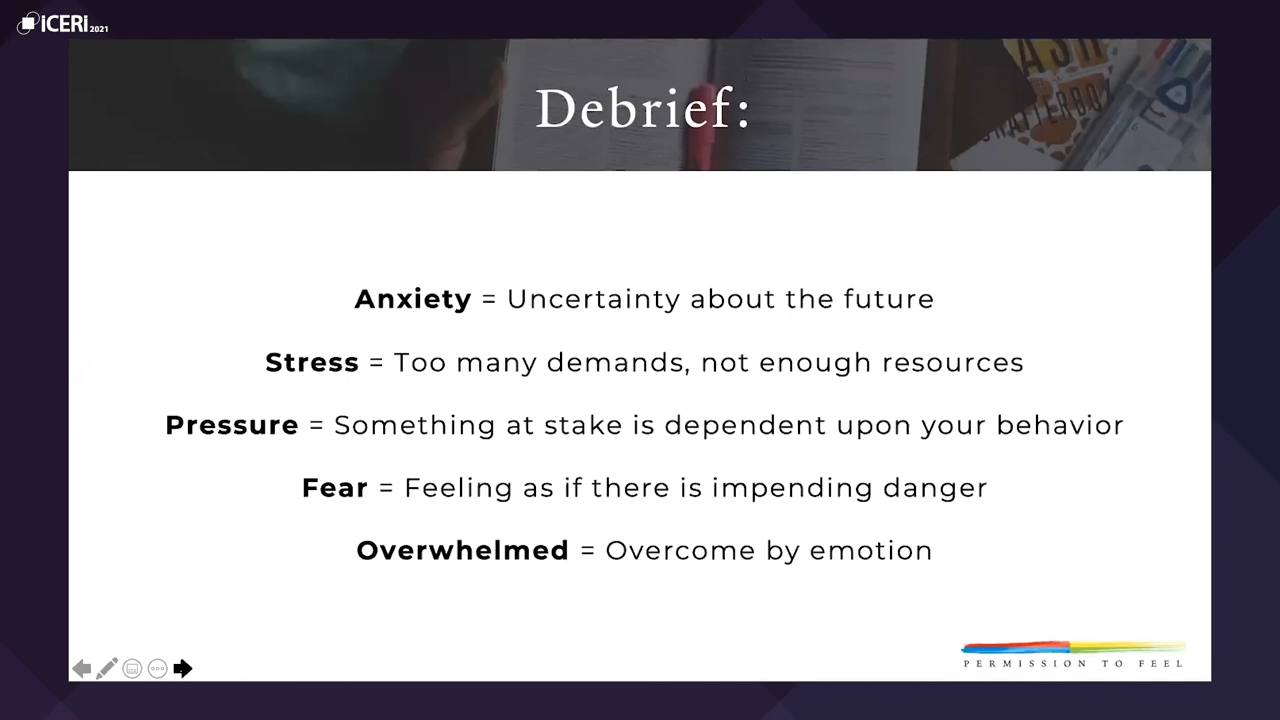 iCERi 2021
Debrief:
Anxiety = Uncertainty about the future
Stress = Too many demands, not enough resources
Pressure = Something at stake is dependent upon your behavior
Fear = Feeling as if there is impending danger
Overwhelmed = Overcome by emotion
PERMISSION TO FEEL